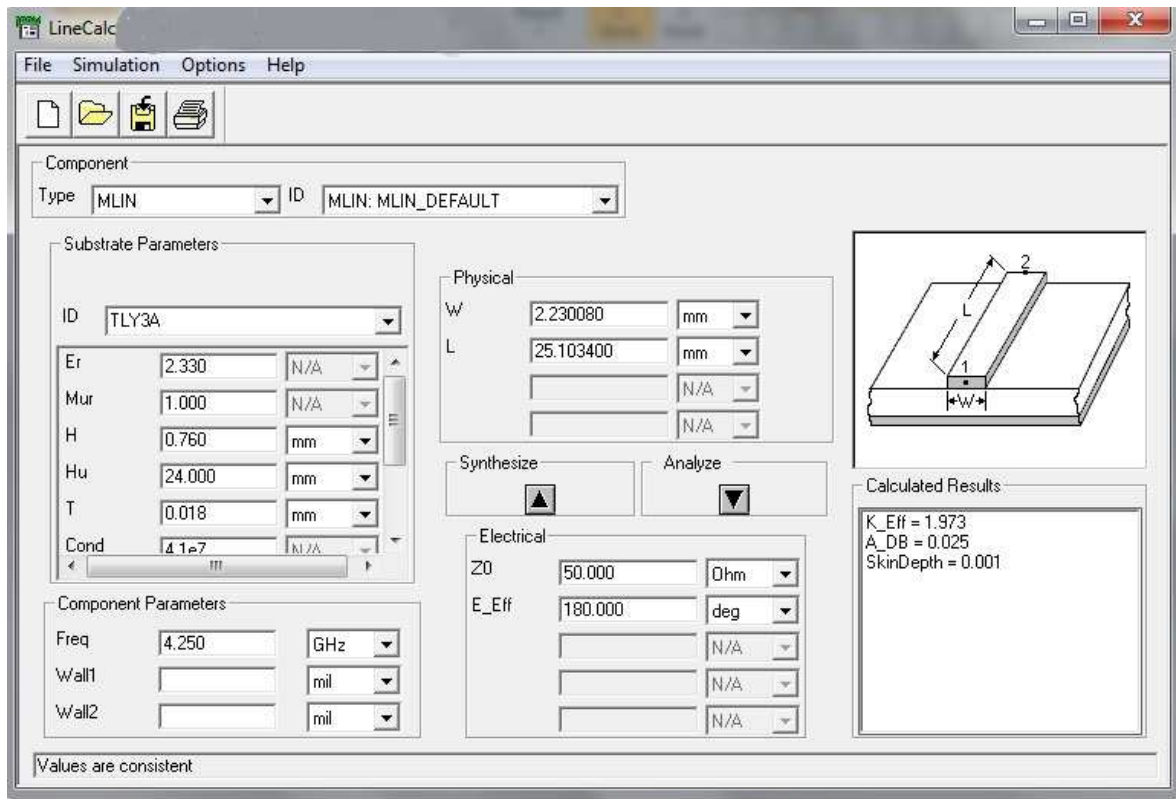 LineCalc
File Simulation Options Help
Component
Type MLIN ID MLIN: MLIN_DEFAULT
Substrate Parameters
ID TLY3A
Er 2.330 N/A
Mur 1.000 N/A
H 0.760 mm
Hu 24.000 mm
T 0.018 mm
Cond 4.1e7 N/A
Component Parameters
Freq 4.250 GHz
Wall1 mil
Wall2 mil
Physical
W 2.230080 mm
L 25.103400 mm
N/A
N/A
Synthesize Analyze
Electrical
Z0 50.000 Ohm
E_Eff 180.000 deg
N/A
N/A
N/A
2
L
1
W
Calculated Results
K_Eff = 1.973
A_DB = 0.025
SkinDepth = 0.001
Values are consistent